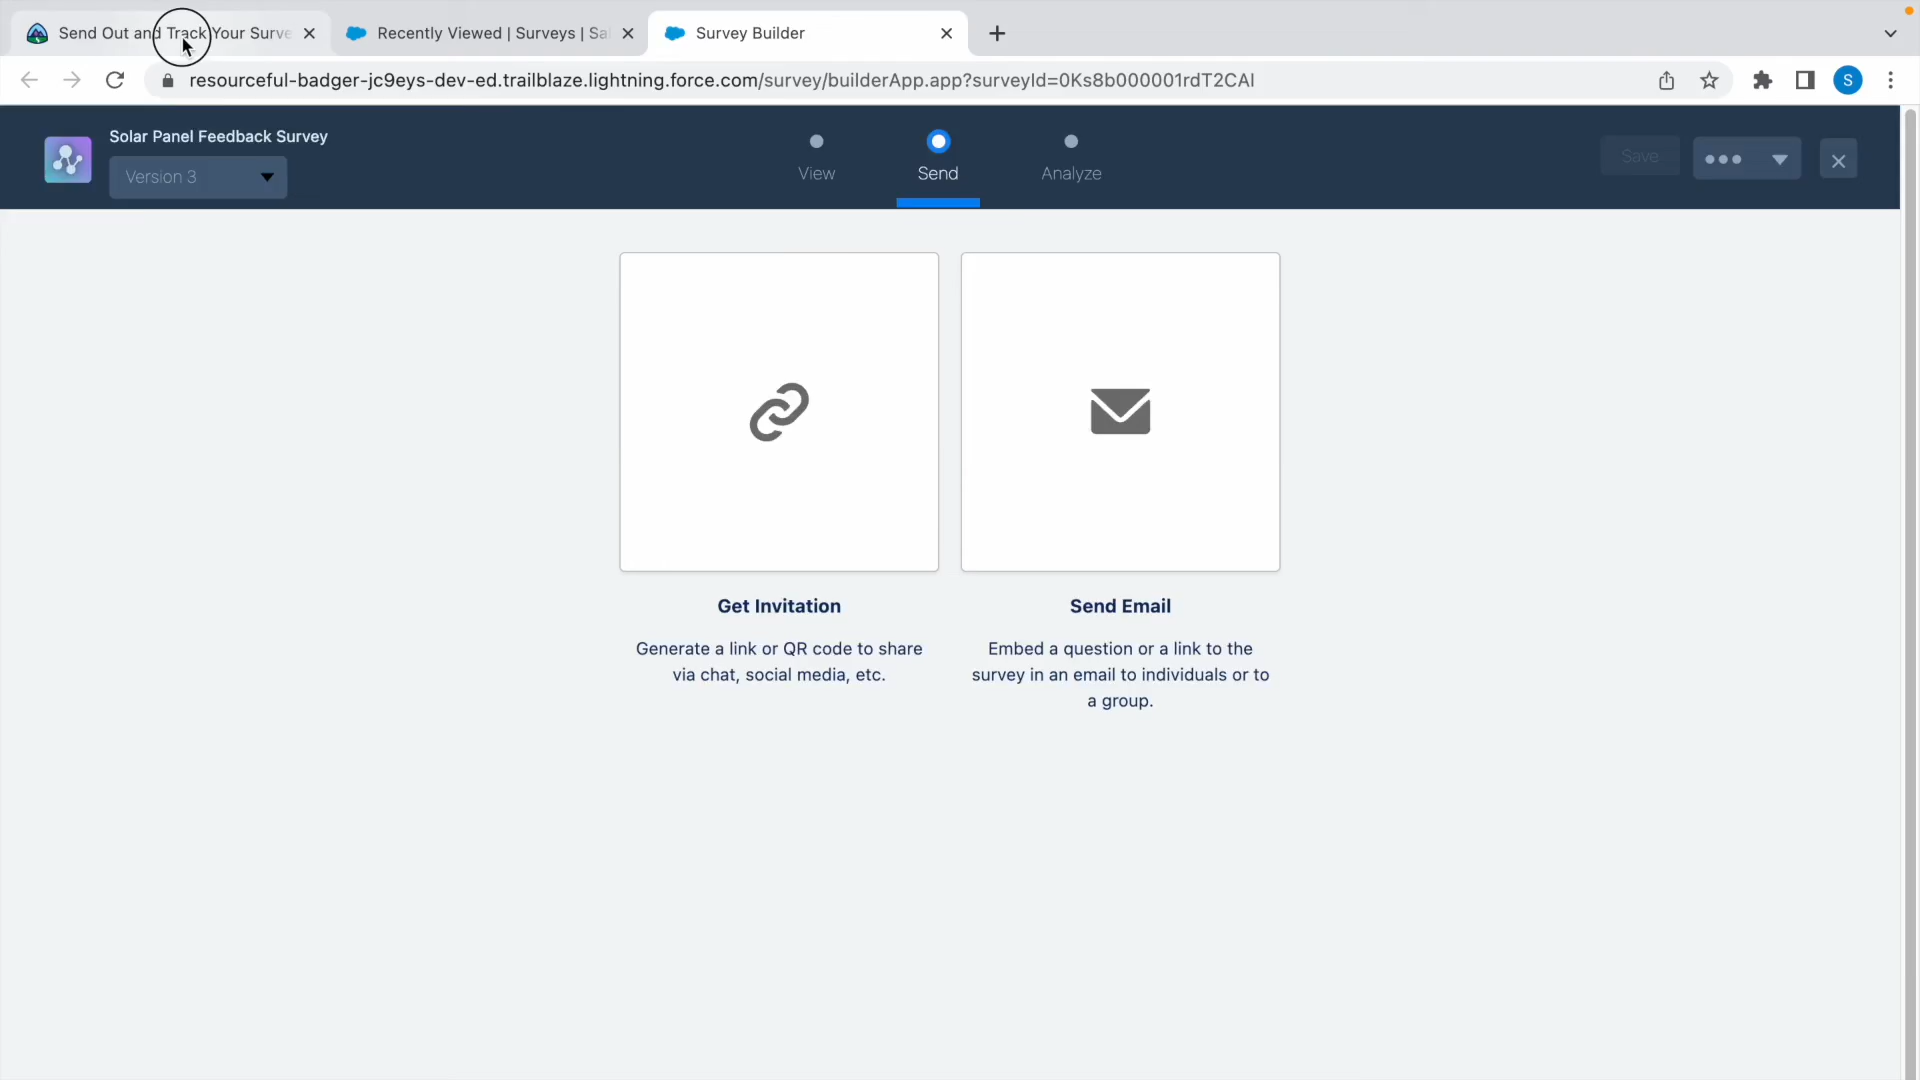 Send Out and Track Your Surve
Recently Viewed | Surveys | Sal
Survey Builder
resourceful-badger-jc9eys-dev-ed.trailblaze.lightning.force.com/survey/builderApp.app?surveyId=0Ks8b000001rdT2CAI
S
Solar Panel Feedback Survey
Version 3
View
Send
Analyze
Save
Get Invitation
Generate a link or QR code to share
via chat, social media, etc.
Send Email
Embed a question or a link to the
survey in an email to individuals or to
a group.